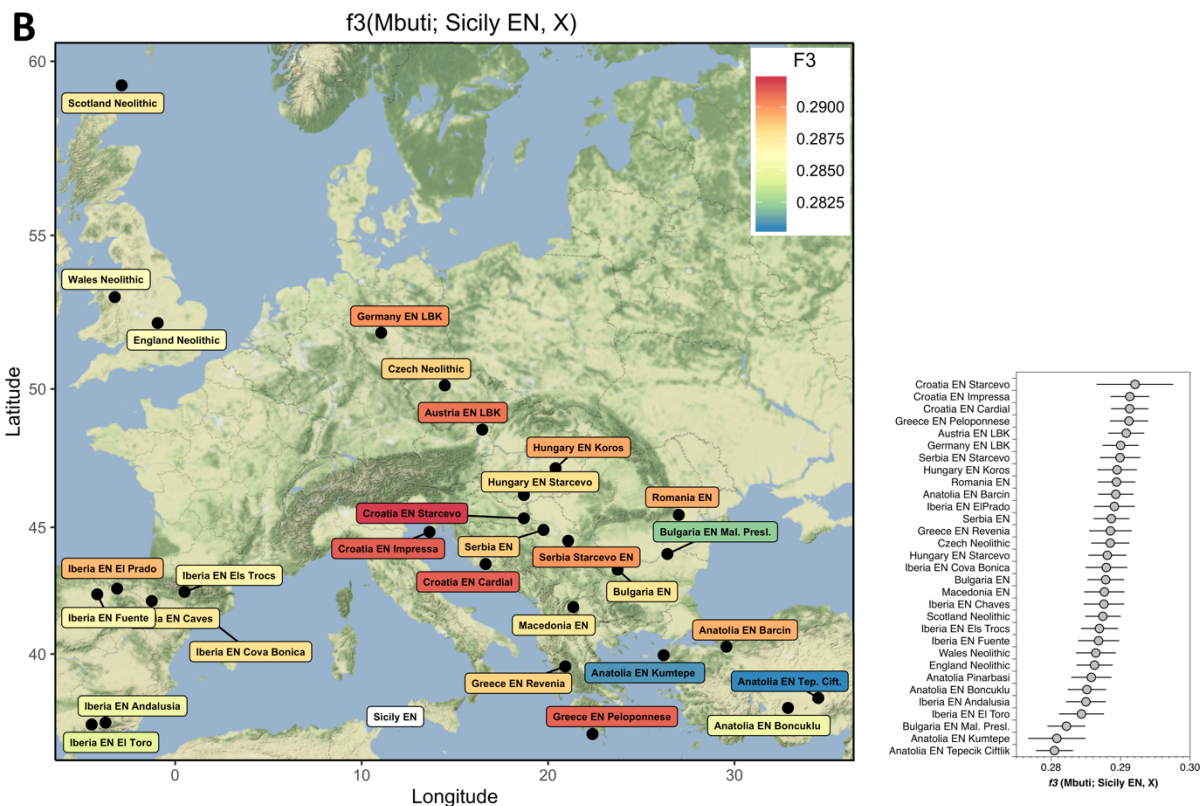 B
f3(Mbuti; Sicily EN, X)
60
55
50
45
40
Latitude
0
10
20
30
Longitude
F3
0.2900
0.2875
0.2850
0.2825
Scotland Neolithic
Wales Neolithic
England Neolithic
Germany EN LBK
Czech Neolithic
Austria EN LBK
Hungary EN Koros
Hungary EN Starcevo
Romania EN
Croatia EN Starcevo
Bulgaria EN Mal. Presl.
Croatia EN Impressa
Serbia EN
Serbia Starcevo EN
Iberia EN El Prado
Iberia EN Els Trocs
Croatia EN Cardial
Bulgaria EN
Iberia EN Fuente
a EN Caves
Macedonia EN
Anatolia EN Barcin
Iberia EN Cova Bonica
Greece EN Revenia
Anatolia EN Kumtepe
Anatolia EN Tep. Cift.
Iberia EN Andalusia
Sicily EN
Greece EN Peloponnese
Anatolia EN Boncuklu
Iberia EN El Toro
Croatia EN Starcevo
Croatia EN Impressa
Croatia EN Cardial
Greece EN Peloponnese
Austria EN LBK
Germany EN LBK
Serbia EN Starcevo
Hungary EN Koros
Romania EN
Anatolia EN Barcin
Iberia EN ElPrado
Serbia EN
Greece EN Revenia
Czech Neolithic
Hungary EN Starcevo
Iberia EN Cova Bonica
Bulgaria EN
Macedonia EN
Iberia EN Chaves
Scotland Neolithic
Iberia EN Els Trocs
Iberia EN Fuente
Wales Neolithic
England Neolithic
Anatolia Pinarbasi
Anatolia EN Boncuklu
Iberia EN Andalusia
Iberia EN El Toro
Bulgaria EN Mal. Presl.
Anatolia EN Kumtepe
Anatolia EN Tepecik Ciftlik
0.28
0.29
0.30
f3(Mbuti; Sicily EN, X)